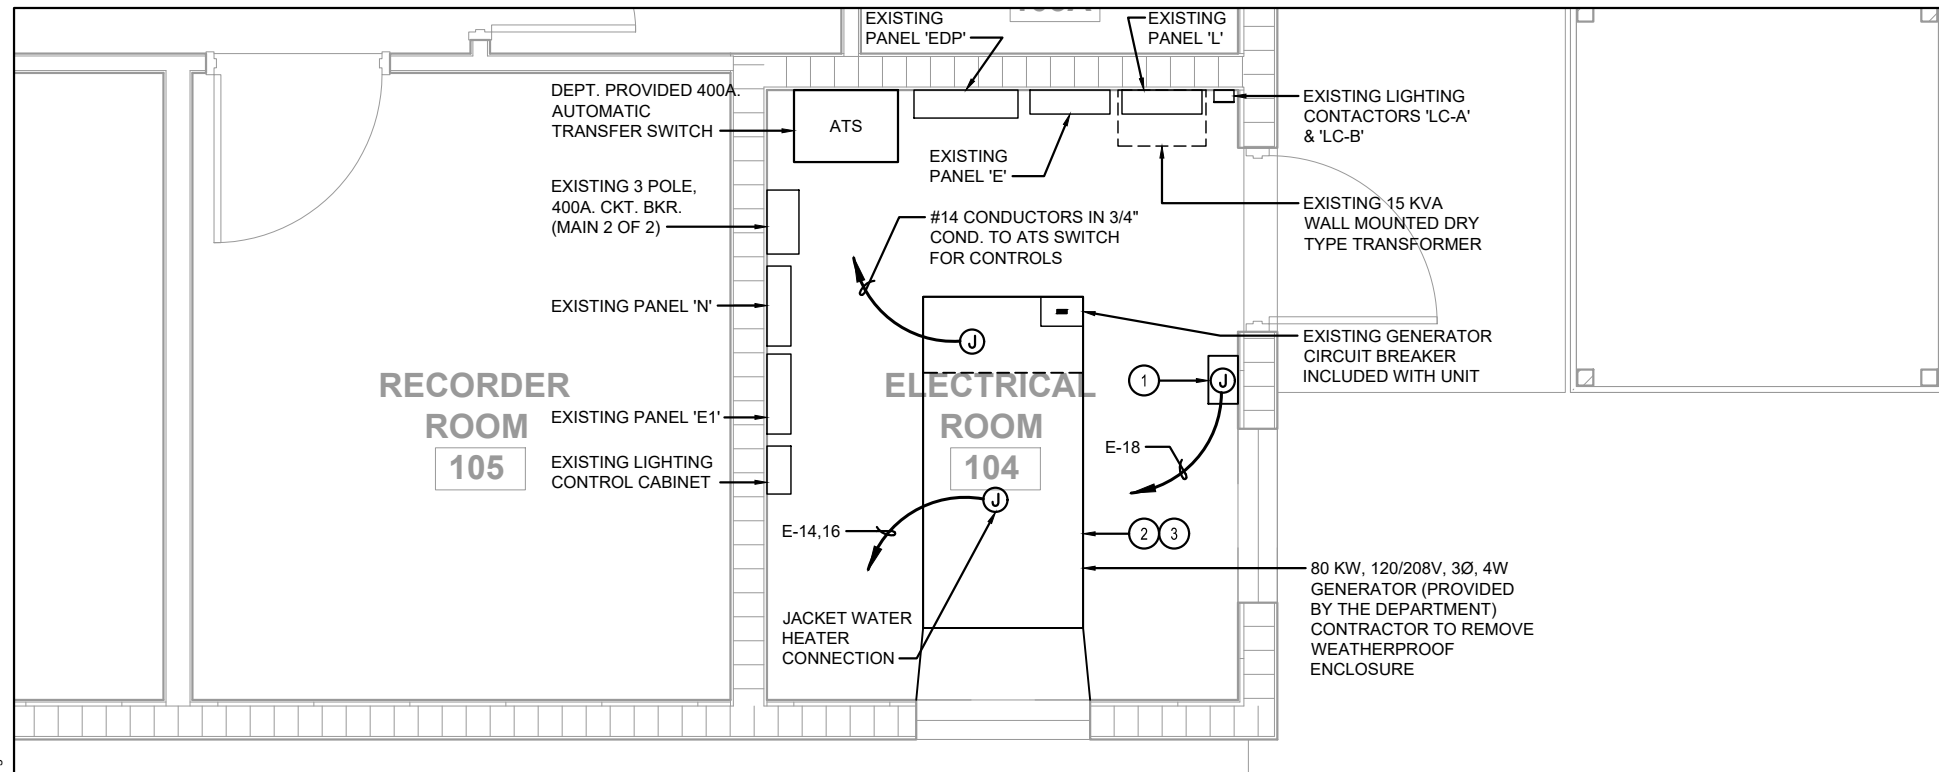 EXISTING
PANEL 'EDP'
EXISTING
PANEL 'L'
DEPT. PROVIDED 400A.
AUTOMATIC
TRANSFER SWITCH
ATS
EXISTING LIGHTING
CONTACTORS 'LC-A'
& 'LC-B'
EXISTING
PANEL 'E'
EXISTING 3 POLE,
400A. CKT. BKR.
(MAIN 2 OF 2)
#14 CONDUCTORS IN 3/4"
COND. TO ATS SWITCH
FOR CONTROLS
EXISTING 15 KVA
WALL MOUNTED DRY
TYPE TRANSFORMER
EXISTING PANEL 'N'
J
EXISTING GENERATOR
CIRCUIT BREAKER
INCLUDED WITH UNIT
RECORDER
ROOM
105
ELECTRICAL
ROOM
104
1
J
EXISTING PANEL 'E1'
E-18
EXISTING LIGHTING
CONTROL CABINET
J
E-14,16
2
3
80 KW, 120/208V, 3Ø, 4W
GENERATOR (PROVIDED
BY THE DEPARTMENT)
CONTRACTOR TO REMOVE
WEATHERPROOF
ENCLOSURE
JACKET WATER
HEATER
CONNECTION